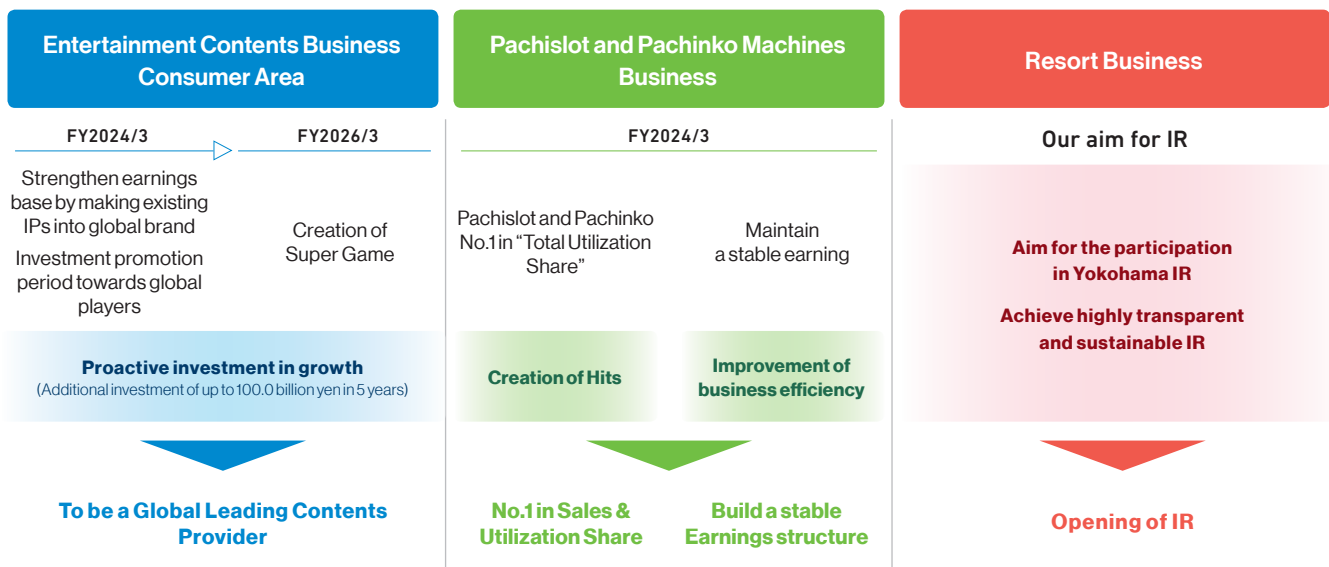 Entertainment Contents Business
Consumer Area
FY2024/3
FY2026/3
Strengthen earnings
base by making existing
IPs into global brand
Investment promotion
period towards global
players
Creation of
Super Game
Proactive investment in growth
(Additional investment of up to 100.0 billion yen in 5 years)
To be a Global Leading Contents
Provider
Pachislot and Pachinko Machines
Business
FY2024/3
Pachislot and Pachinko
No.1 in “Total Utilization
Share”
Maintain
a stable earning
Creation of Hits
Improvement of
business efficiency
No.1 in Sales &
Utilization Share
Build a stable
Earnings structure
Resort Business
Our aim for IR
Aim for the participation
in Yokohama IR
Achieve highly transparent
and sustainable IR
Opening of IR